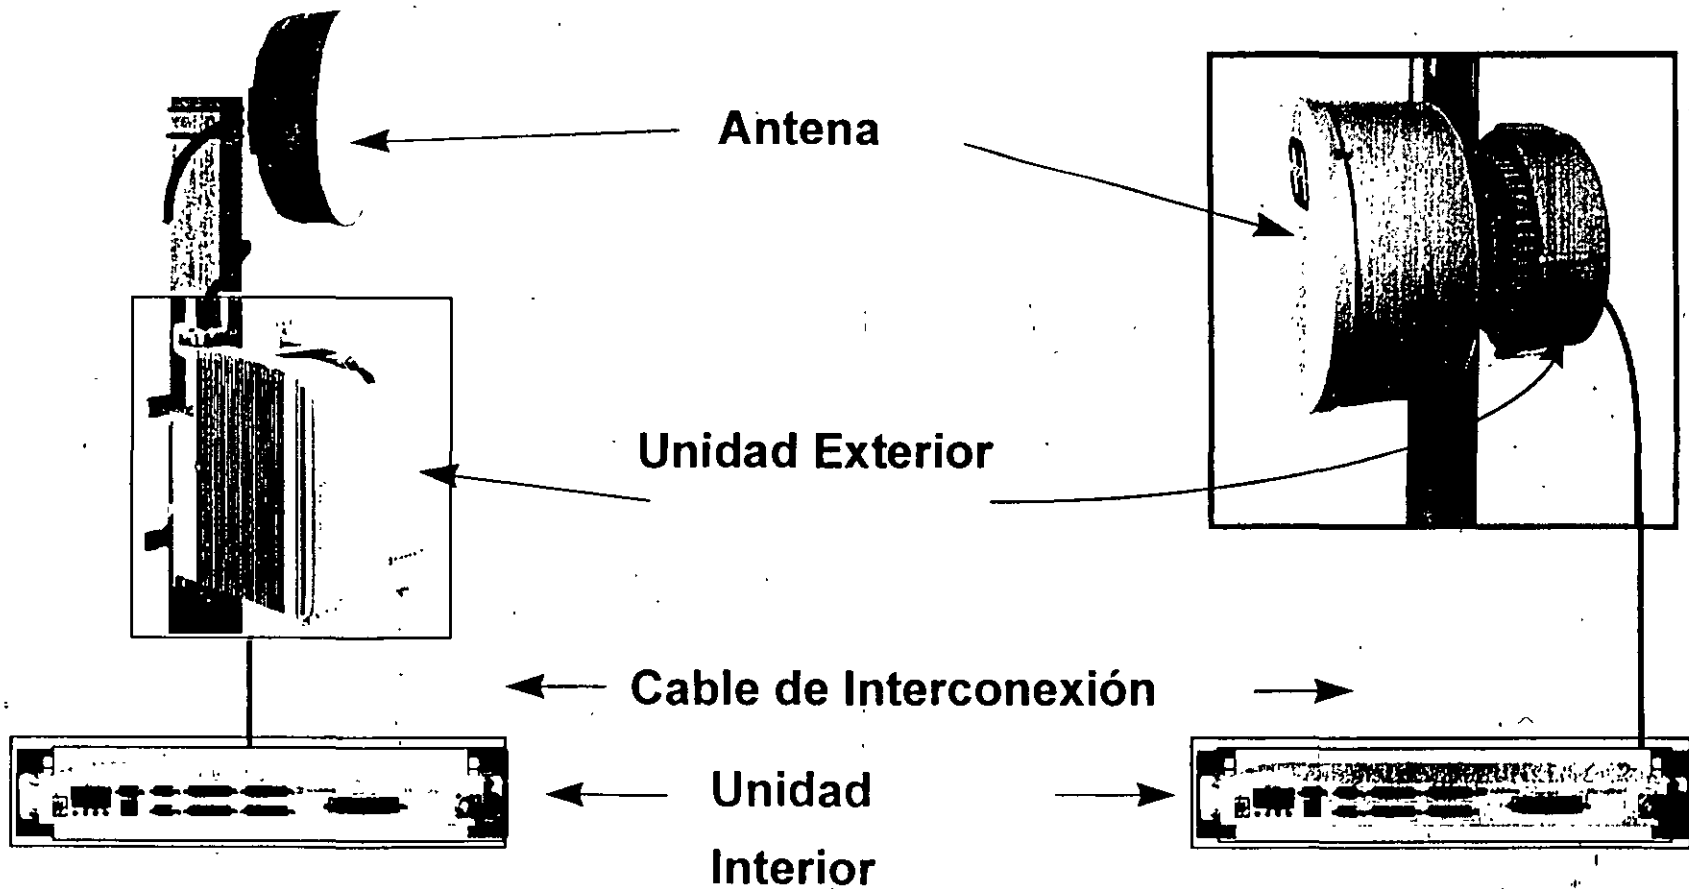 Antena
Unidad Exterior
Cable de Interconexión
Unidad
Interior